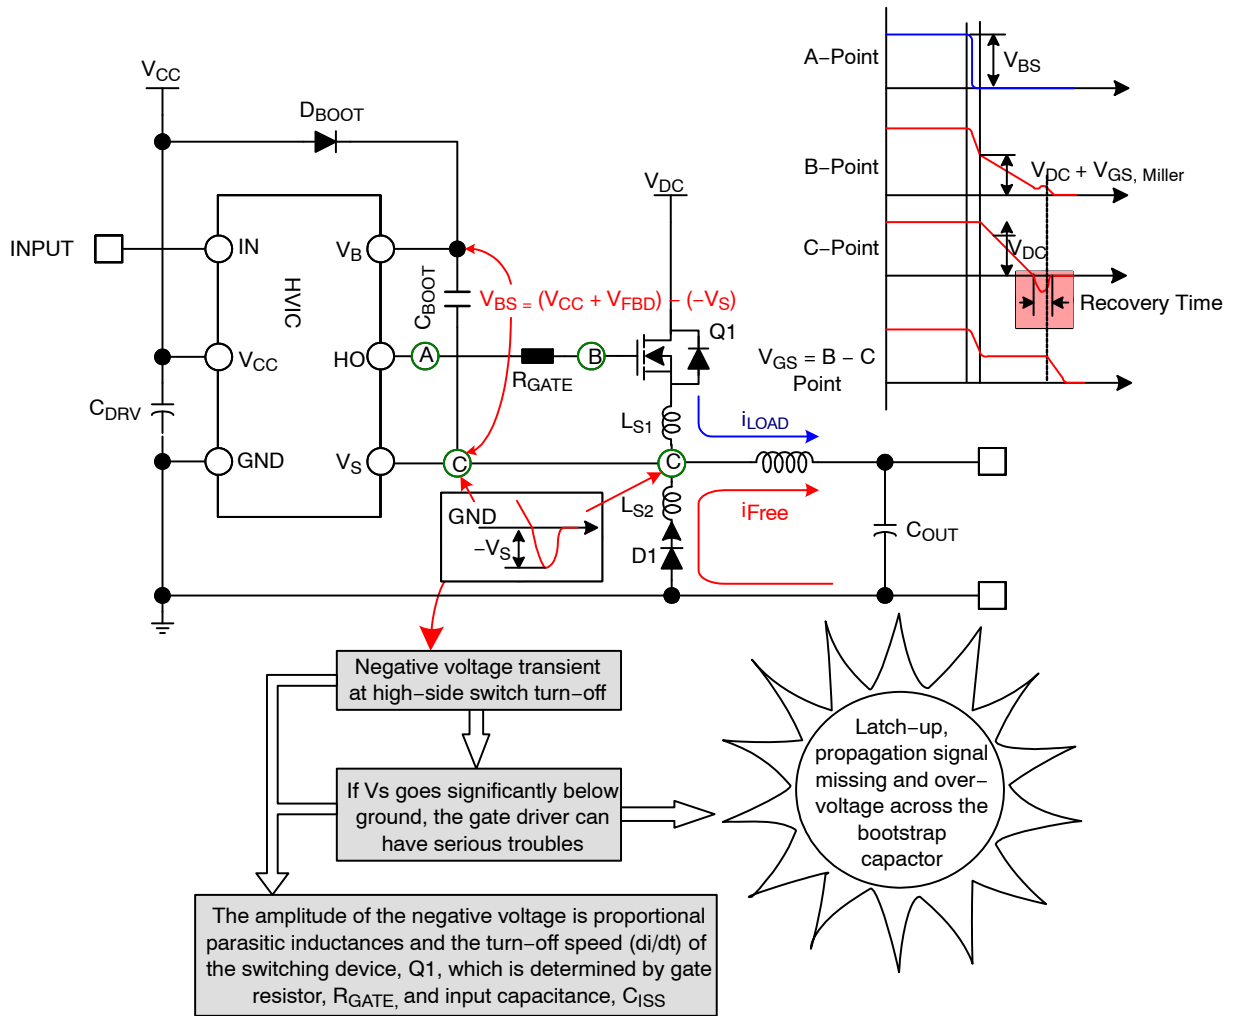 VCC
DBOOT
INPUT
IN
HVIC
VB
CBOOT
VBS = (VCC + VFBD) − (−VS)
VDC
Q1
VCC
HO
A
RGATE
B
CDRV
GND
VS
C
LS1
iLOAD
C
GND
−VS
LS2
D1
iFree
COUT
A−Point
VBS
B−Point
VDC + VGS, Miller
C−Point
VDC
Recovery Time
VGS = B − C
Point
Negative voltage transient
at high−side switch turn−off
If Vs goes significantly below
ground, the gate driver can
have serious troubles
Latch−up,
propagation signal
missing and over−
voltage across the
bootstrap
capactor
The amplitude of the negative voltage is proportional
parasitic inductances and the turn−off speed (di/dt) of
the switching device, Q1, which is determined by gate
resistor, RGATE, and input capacitance, CISS